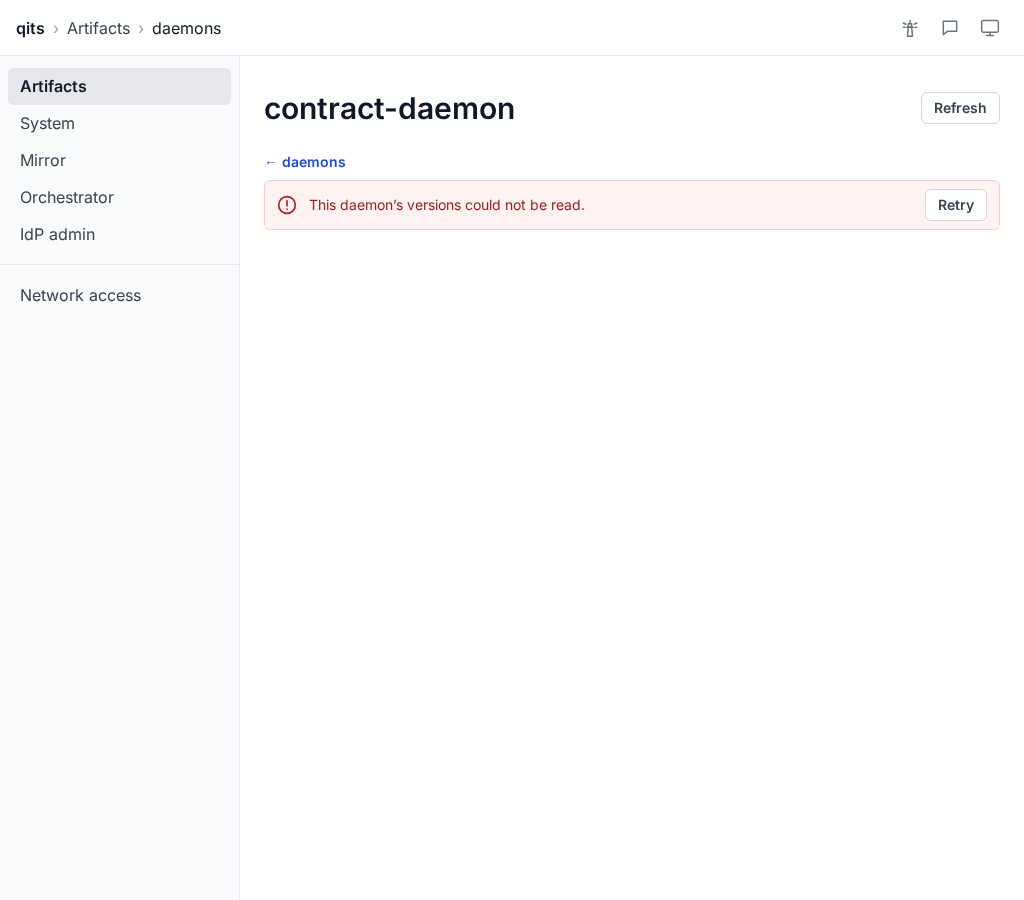 qits › Artifacts › daemons
Artifacts
System
Mirror
Orchestrator
IdP admin
Network access
contract-daemon
Refresh
← daemons
This daemon’s versions could not be read.
Retry